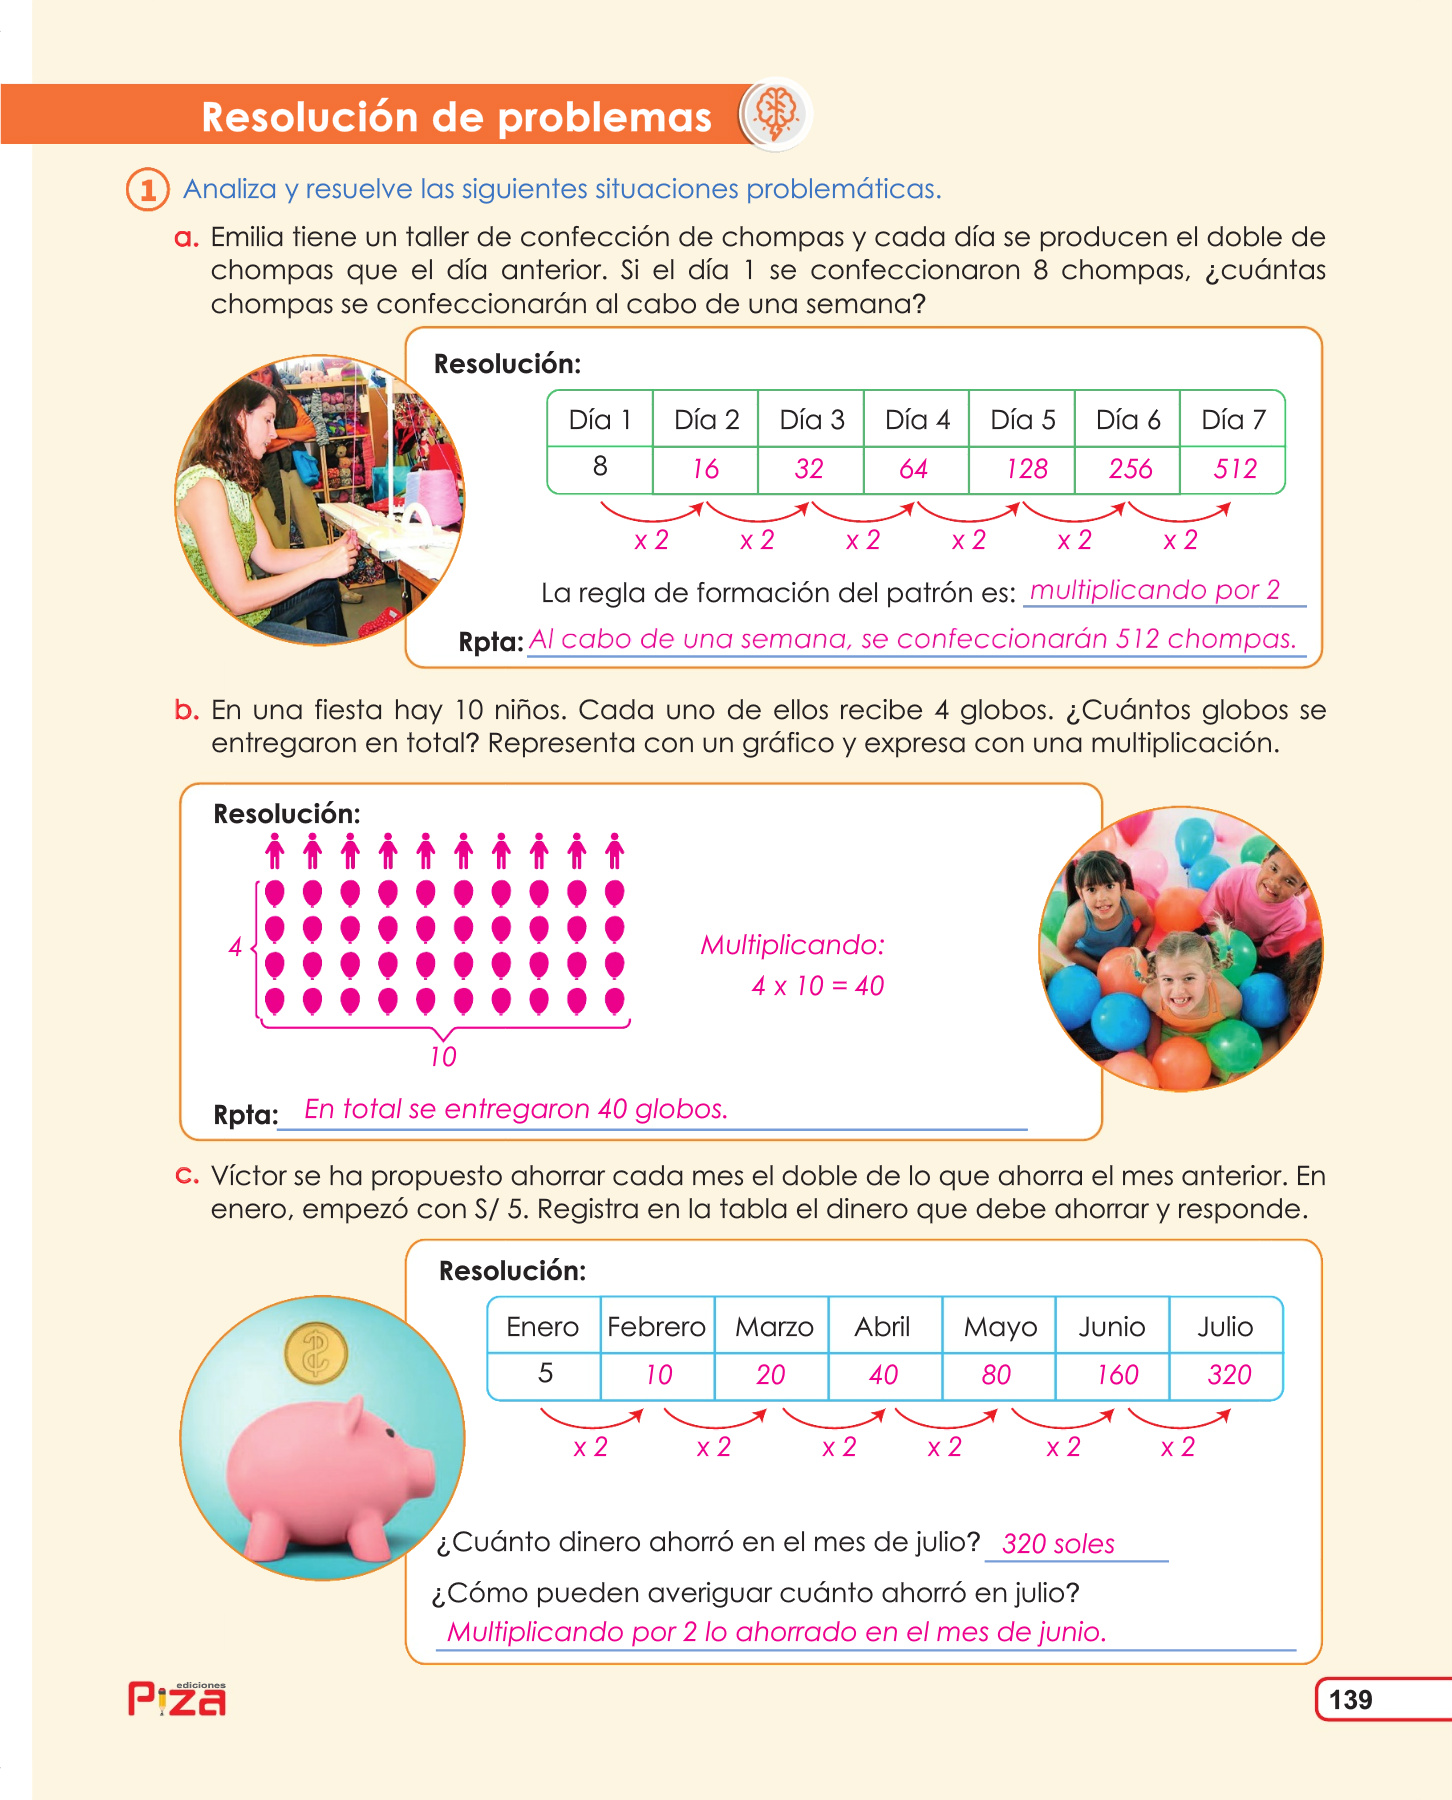 Resolución de problemas
1 Analiza y resuelve las siguientes situaciones problemáticas.
a. Emilia tiene un taller de confección de chompas y cada día se producen el doble de
chompas que el día anterior. Si el día 1 se confeccionaron 8 chompas, ¿cuántas
chompas se confeccionarán al cabo de una semana?
Resolución:
Día 1 Día 2 Día 3 Día 4 Día 5 Día 6 Día 7
8 16 32 64 128 256 512
x 2 x 2 x 2 x 2 x 2 x 2
La regla de formación del patrón es: multiplicando por 2
Rpta: Al cabo de una semana, se confeccionarán 512 chompas.
b. En una fiesta hay 10 niños. Cada uno de ellos recibe 4 globos. ¿Cuántos globos se
entregaron en total? Representa con un gráfico y expresa con una multiplicación.
Resolución:
4
Multiplicando:
4 x 10 = 40
10
Rpta: En total se entregaron 40 globos.
c. Víctor se ha propuesto ahorrar cada mes el doble de lo que ahorra el mes anterior. En
enero, empezó con S/ 5. Registra en la tabla el dinero que debe ahorrar y responde.
Resolución:
Enero Febrero Marzo Abril Mayo Junio Julio
5 10 20 40 80 160 320
x 2 x 2 x 2 x 2 x 2 x 2
¿Cuánto dinero ahorró en el mes de julio? 320 soles
¿Cómo pueden averiguar cuánto ahorró en julio?
Multiplicando por 2 lo ahorrado en el mes de junio.
ediciones
Piza
139